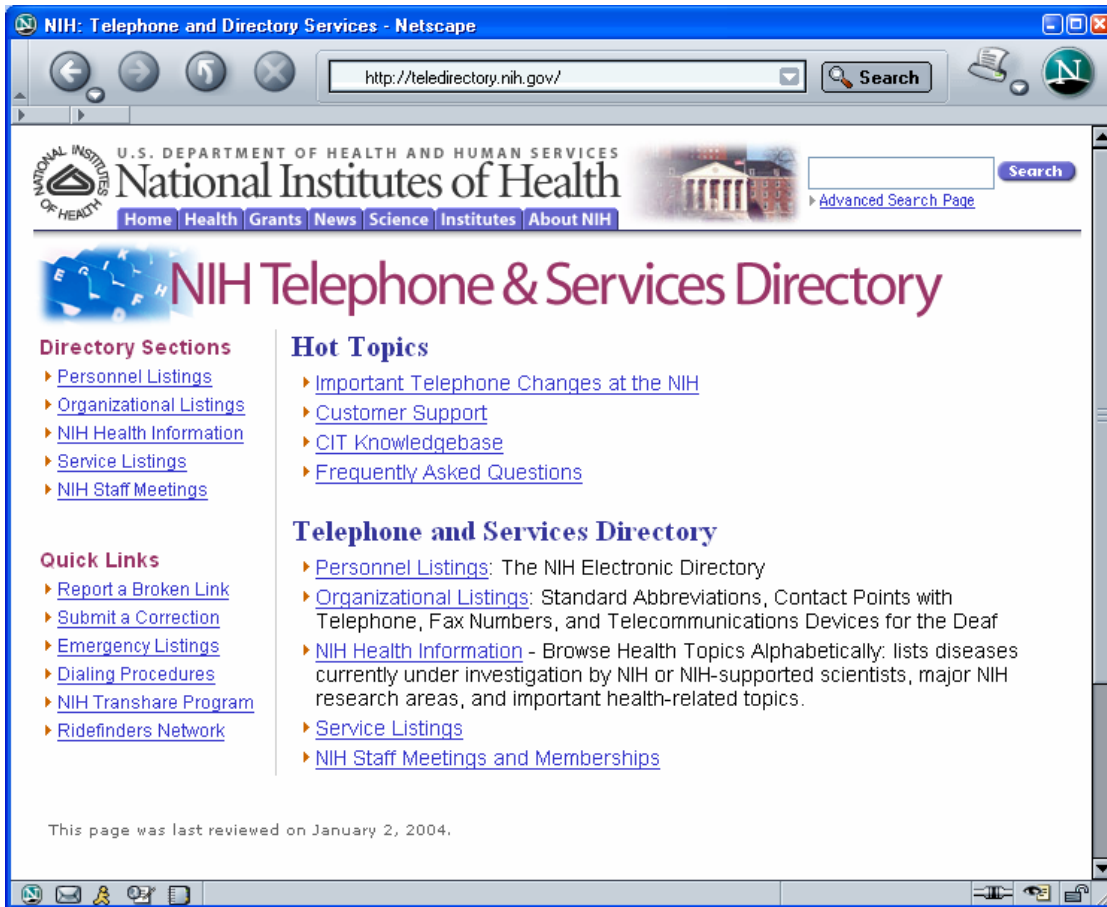 NIH: Telephone and Directory Services - Netscape
http://teledirectory.nih.gov/
Search
N
NATIONAL INSTITUTES OF HEALTH
U.S. DEPARTMENT OF HEALTH AND HUMAN SERVICES
National Institutes of Health
Home Health Grants News Science Institutes About NIH
Search
Advanced Search Page
NIH Telephone & Services Directory
Directory Sections
Personnel Listings
Organizational Listings
NIH Health Information
Service Listings
NIH Staff Meetings
Quick Links
Report a Broken Link
Submit a Correction
Emergency Listings
Dialing Procedures
NIH Transhare Program
Ridefinders Network
Hot Topics
Important Telephone Changes at the NIH
Customer Support
CIT Knowledgebase
Frequently Asked Questions
Telephone and Services Directory
Personnel Listings: The NIH Electronic Directory
Organizational Listings: Standard Abbreviations, Contact Points with
Telephone, Fax Numbers, and Telecommunications Devices for the Deaf
NIH Health Information - Browse Health Topics Alphabetically: lists diseases
currently under investigation by NIH or NIH-supported scientists, major NIH
research areas, and important health-related topics.
Service Listings
NIH Staff Meetings and Memberships
This page was last reviewed on January 2, 2004.